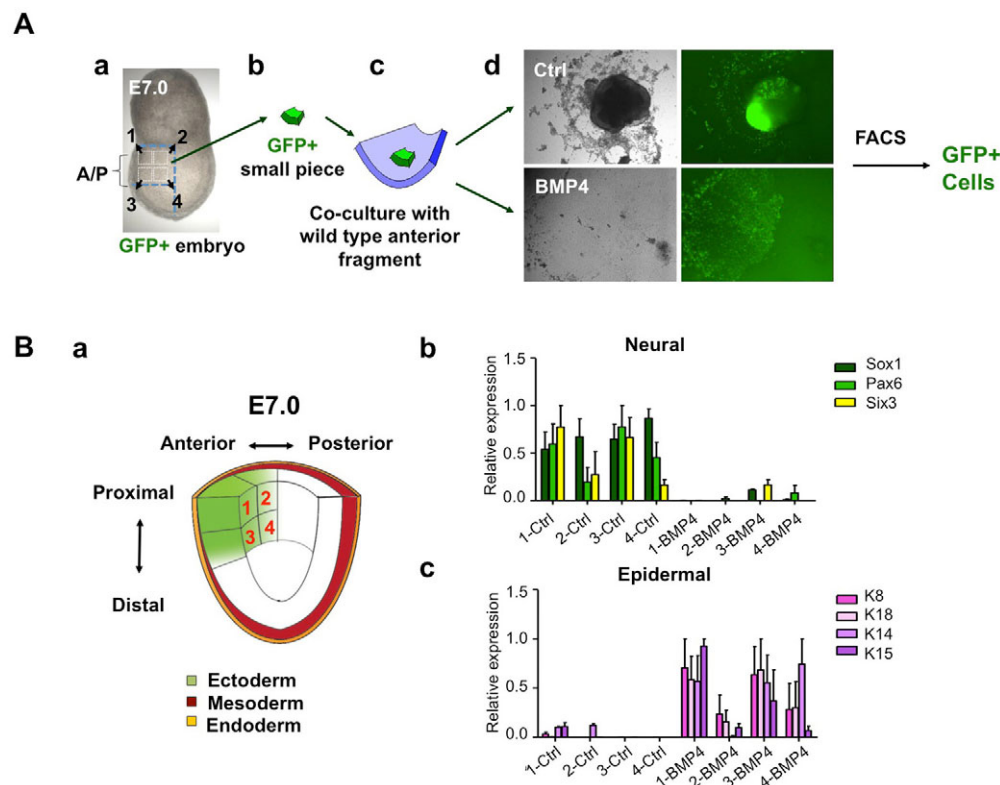 A
a
b
c
d
E7.0
1
2
3
4
A/P
GFP+ embryo
GFP+
small piece
Co-culture with
wild type anterior
fragment
Ctrl
BMP4
FACS
GFP+
Cells
B
a
E7.0
Anterior
Posterior
Proximal
Distal
1
2
3
4
Ectoderm
Mesoderm
Endoderm
b
Neural
Relative expression
1.5
1.0
0.5
0.0
1-Ctrl
2-Ctrl
3-Ctrl
4-Ctrl
1-BMP4
2-BMP4
3-BMP4
4-BMP4
Sox1
Pax6
Six3
c
Epidermal
Relative expression
1.5
1.0
0.5
0.0
1-Ctrl
2-Ctrl
3-Ctrl
4-Ctrl
1-BMP4
2-BMP4
3-BMP4
4-BMP4
K8
K18
K14
K15